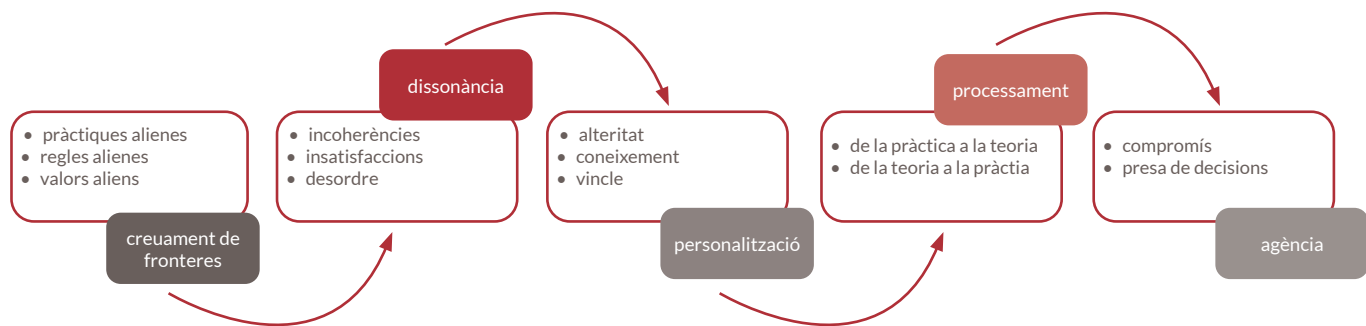 pràctiques alienes
regles alienes
valors aliens
creuament de
fronteres
dissonància
incoherències
insatisfaccions
desordre
alteritat
coneixement
vincle
personalització
processament
de la pràctica a la teoria
de la teoria a la pràctia
compromís
presa de decisions
agència